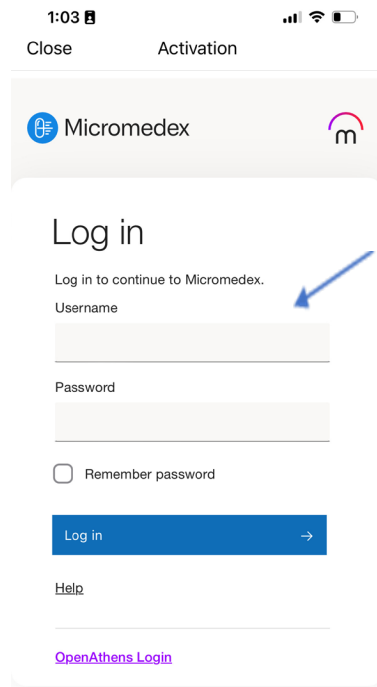 1:03
Close Activation
Micromedex m
Log in
Log in to continue to Micromedex.
Username
Password
Remember password
Log in
Help
OpenAthens Login